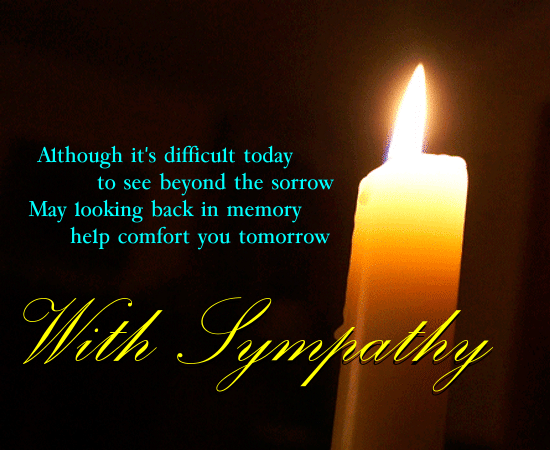 Although it's difficult today
to see beyond the sorrow
May looking back in memory
help comfort you tomorrow
With Sympathy